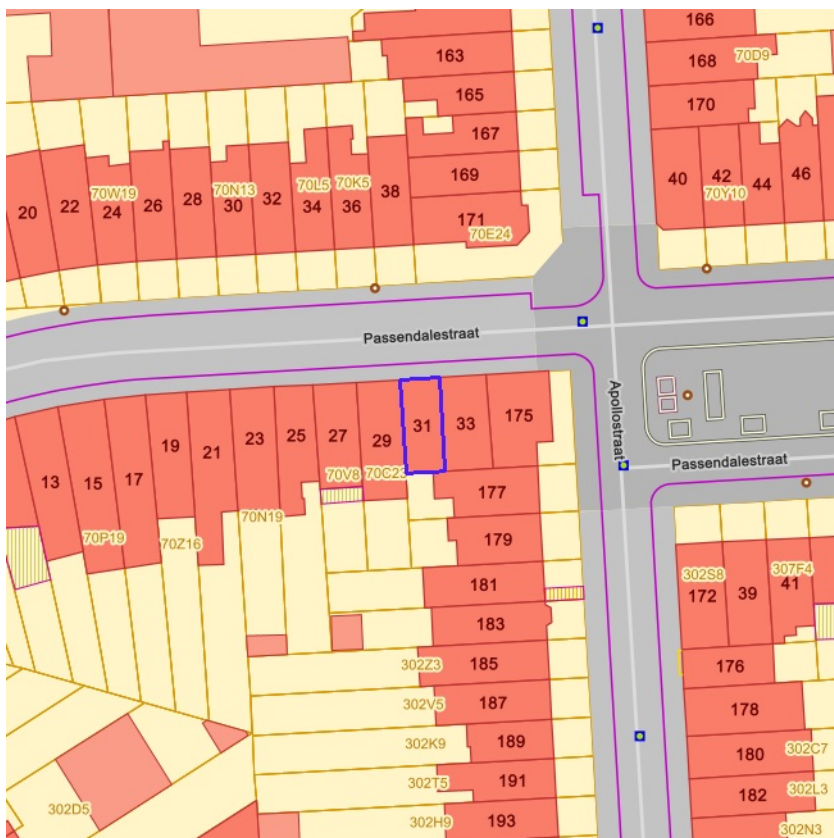 166
163
168
70D9
165
170
167
169
40
42
44
46
70Y10
20
22
70W19
24
26
28
70N13
30
32
70L5
34
70K5
36
38
171
70E24
Passendalestraat
Apollostraat
Passendalestraat
13
15
17
19
21
23
25
27
29
31
33
175
70V8
70C23
70P19
70Z16
70N19
177
179
181
183
302Z3
185
302V5
187
302K9
189
302T5
191
302H9
193
302D5
302S8
172
39
307F4
41
176
178
180
302C7
182
302L3
302N3